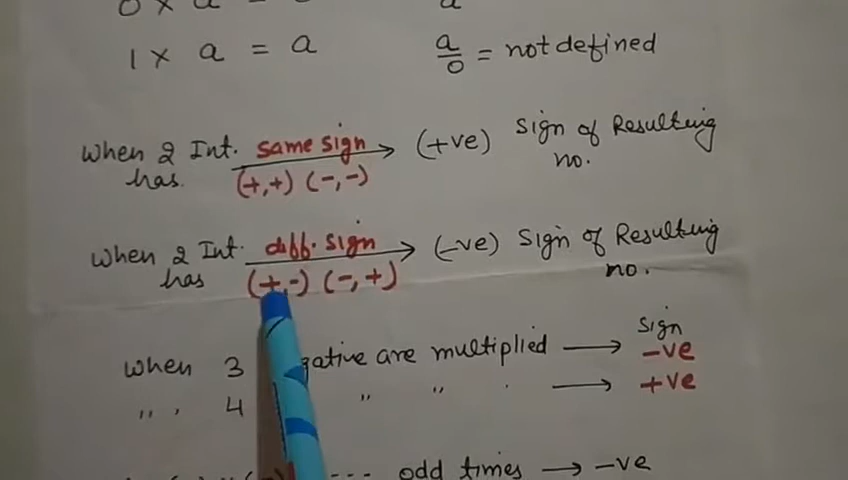 0 × a = a
1 × a = a
a/0 = not defined
When 2 Int. same sign → (+ve) Sign of Resulting
has (+,+) (-,-) no.
When 2 Int. diff. sign → (-ve) Sign of Resulting
has (+,-) (-,+) no.
Sign
When 3 gative are multiplied → -ve
,, , 4 ,, ,, . → +ve
---- odd times → -ve